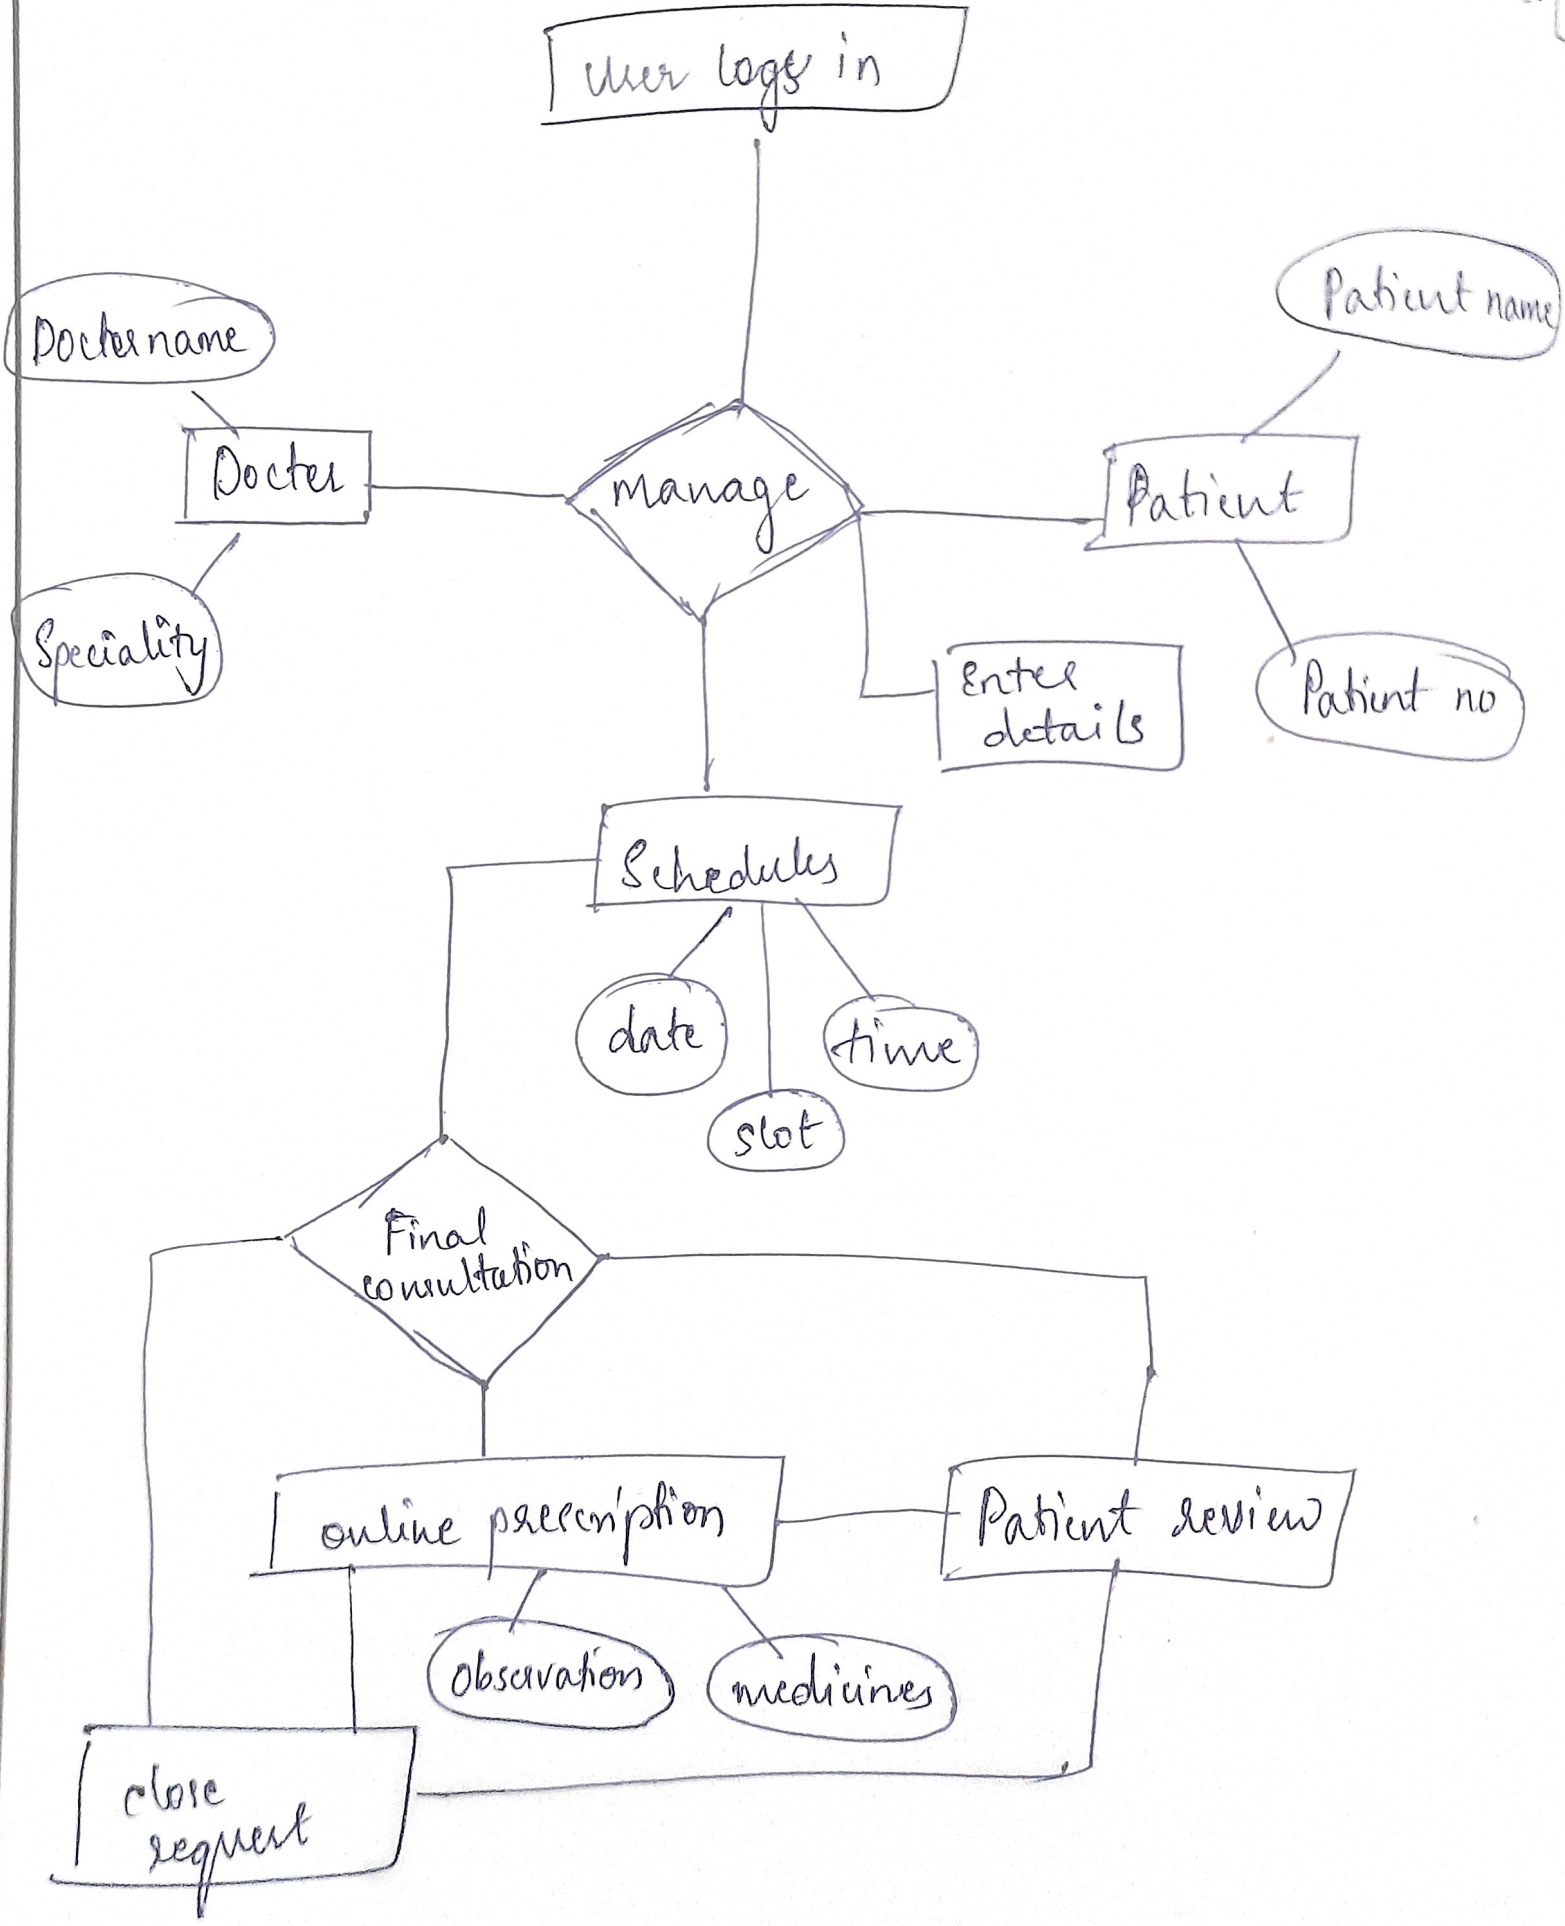 User logs in
Patient name
Docter name
Docter
manage
Patient
Speciality
Enter
details
Patient no
Schedules
date
time
slot
Final
consultation
online prescription
Patient review
observation
medicines
close
request